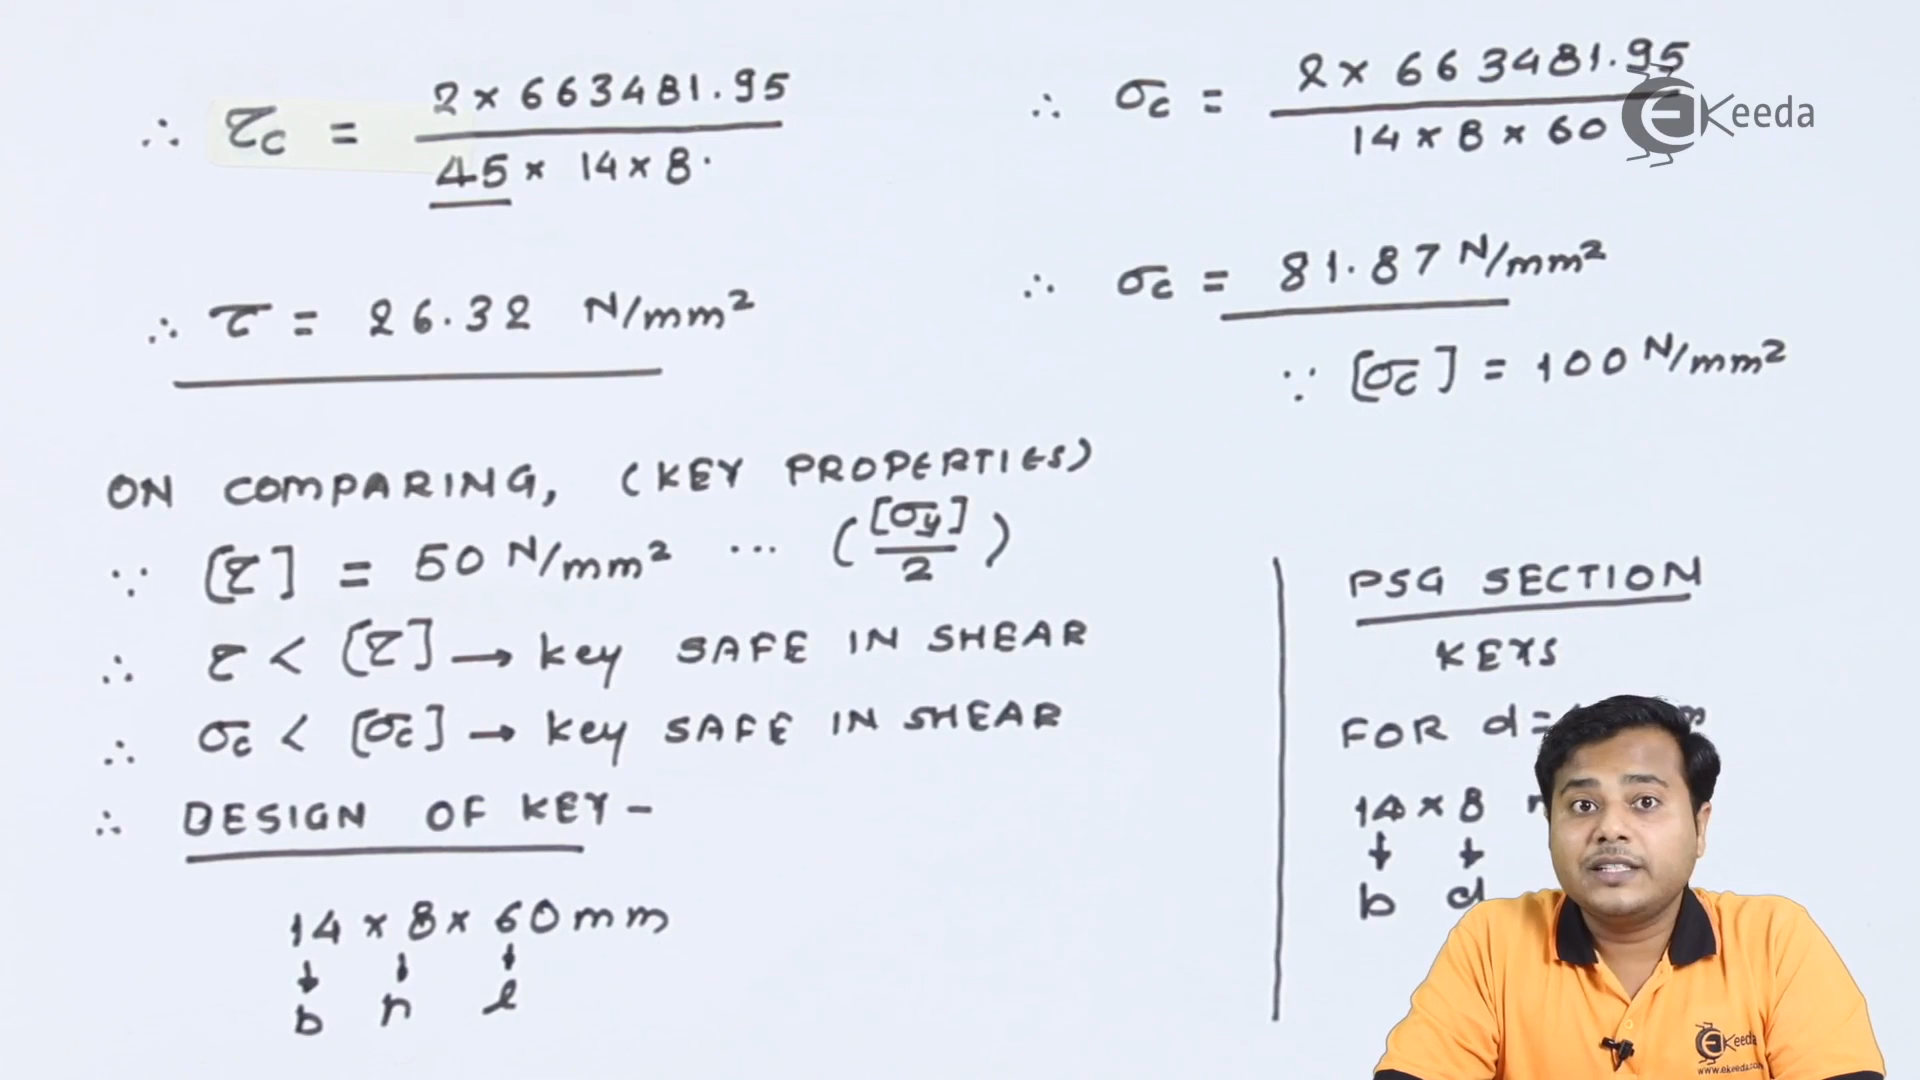 ∴ τc = 2 × 663481.95 / 45 × 14 × 8.
∴ τ = 26.32 N/mm²
∴ σc = 2 × 663481.95 / 14 × 8 × 60
∴ σc = 81.87 N/mm²
∵ [σc] = 100 N/mm²
EKeeda
ON COMPARING, (KEY PROPERTIES)
∵ [τ] = 50 N/mm² ... ([σy] / 2)
∴ τ < [τ] → key SAFE IN SHEAR
∴ σc < [σc] → key SAFE IN SHEAR
∴ DESIGN OF KEY -
14 × 8 × 60 mm
↓ ↓ ↓
b h l
PSG SECTION
KEYS
FOR d =
14 × 8
↓ ↓
b d
EKeeda